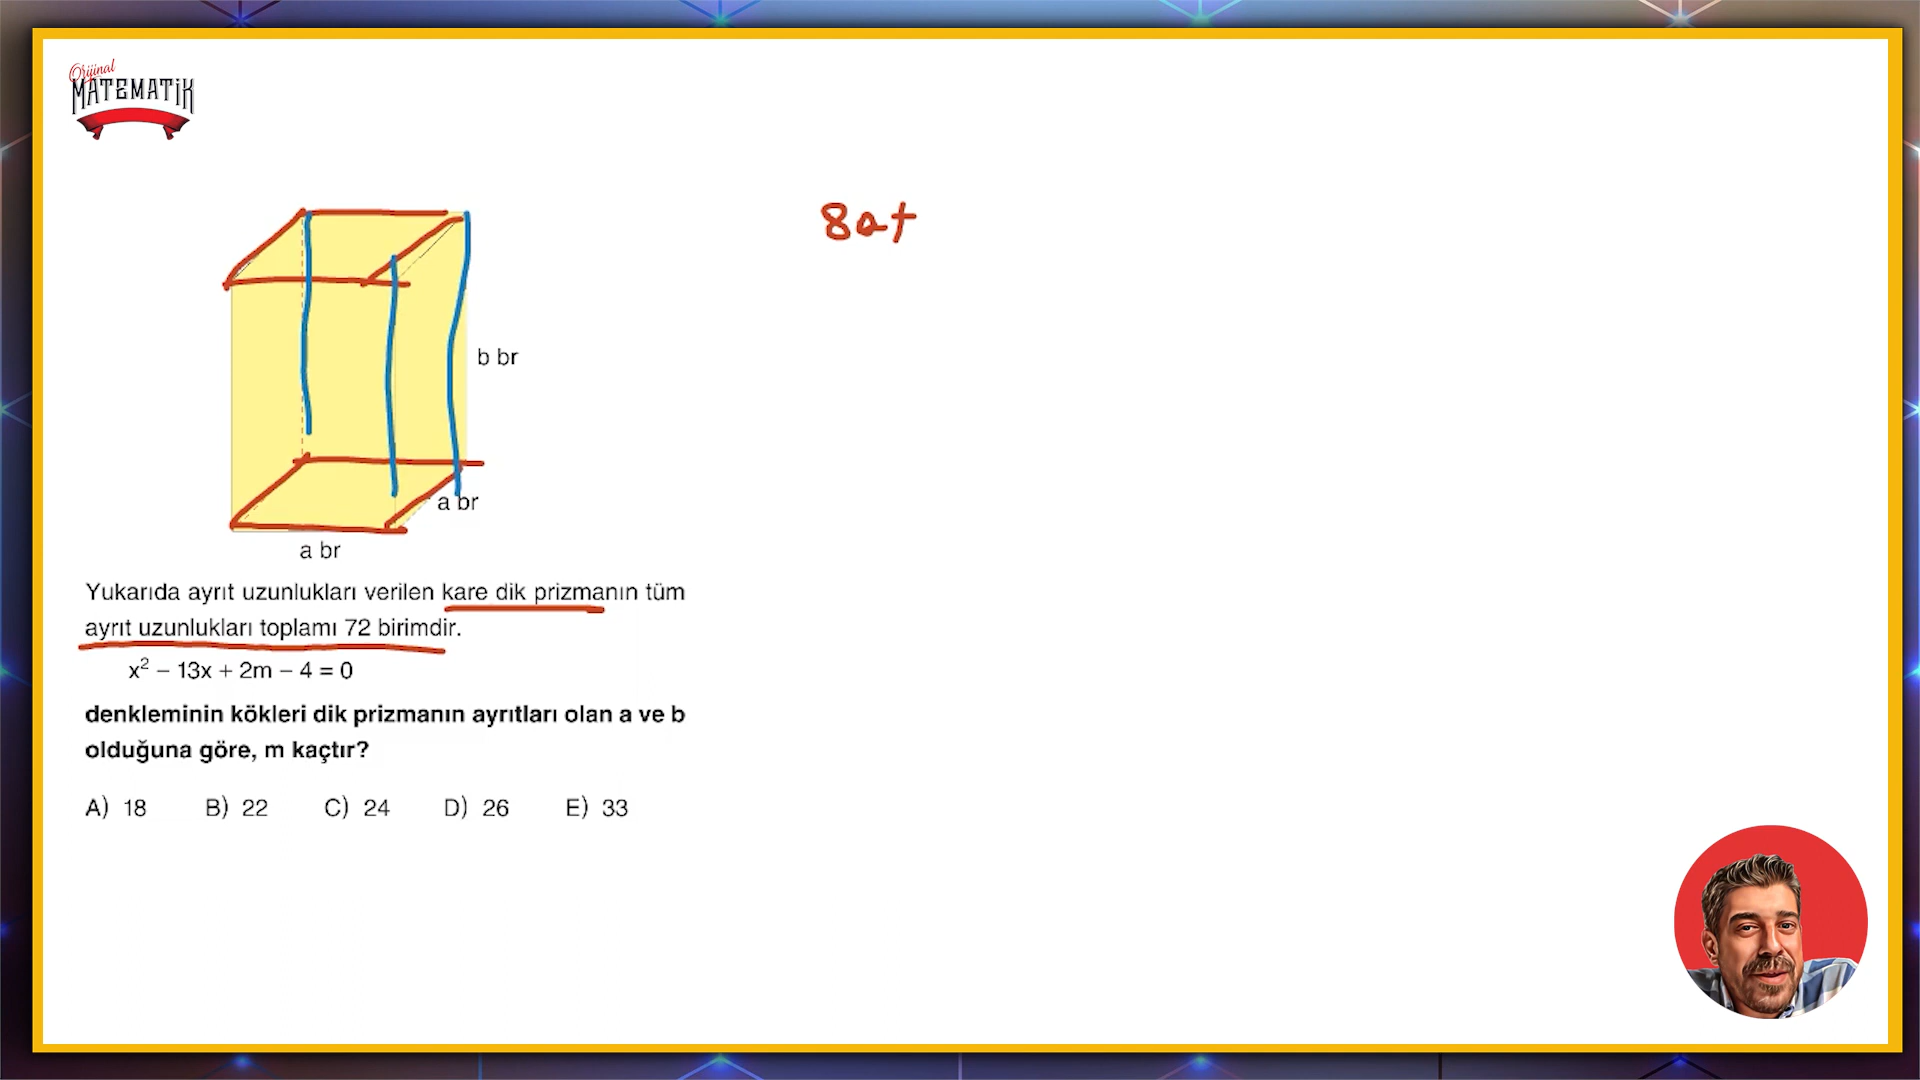 Orijinal
MATEMATİK
8a+
b br
a br
a br
Yukarıda ayrıt uzunlukları verilen kare dik prizmanın tüm
ayrıt uzunlukları toplamı 72 birimdir.
x² – 13x + 2m – 4 = 0
denkleminin kökleri dik prizmanın ayrıtları olan a ve b
olduğuna göre, m kaçtır?
A) 18 B) 22 C) 24 D) 26 E) 33